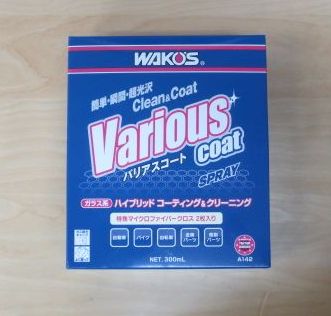 WAKO'S®
簡単・瞬間・超光沢
Clean&Coat
Various
Coat
バリアスコート
SPRAY
ガラス系 ハイブリッド コーティング&クリーニング
特殊マイクロファイバークロス 2枚入り
自動車 バイク 自転車 金属パーツ 樹脂パーツ
NET. 300mL
A142